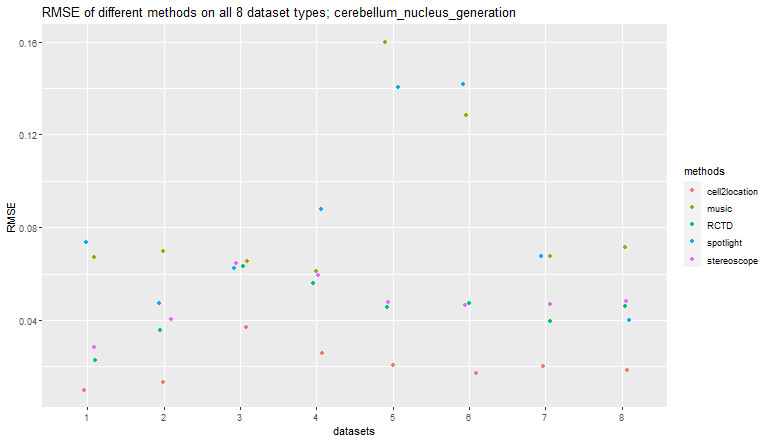 RMSE of different methods on all 8 dataset types; cerebellum_nucleus_generation
0.16
0.12
0.08
0.04
RMSE
1 2 3 4 5 6 7 8
datasets
methods
cell2location
music
RCTD
spotlight
stereoscope